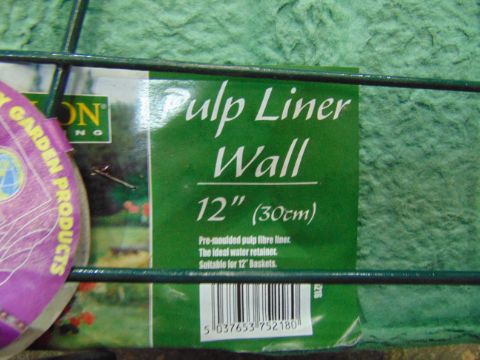 GARDEN PRODUCTS
Pulp Liner
Wall
12" (30cm)
Pre-moulded pulp fibre liner.
The ideal water retainer.
Suitable for 12" Baskets.
5 037653 752180